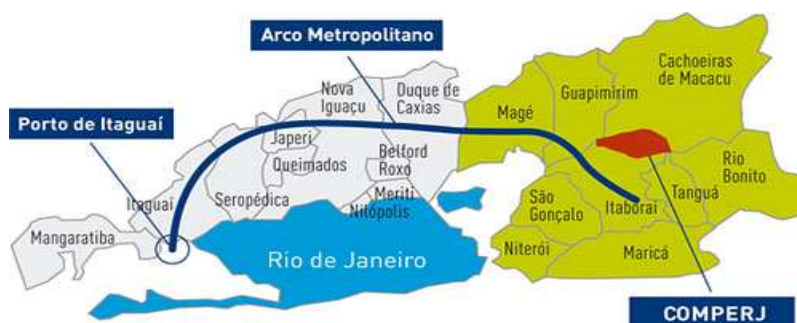 Arco Metropolitano
Cachoeiras
de Macacu
Nova
Iguaçu
Duque de
Caxias
Guapimirim
Magé
Porto de Itaguaí
Japeri
Belford
Roxo
Queimados
Rio
Bonito
Itaguaí
Seropédica
Meriti
Nilópolis
São
Gonçalo
Itaboraí
Tanguá
Mangaratiba
Niterói
Maricá
Rio de Janeiro
COMPERJ